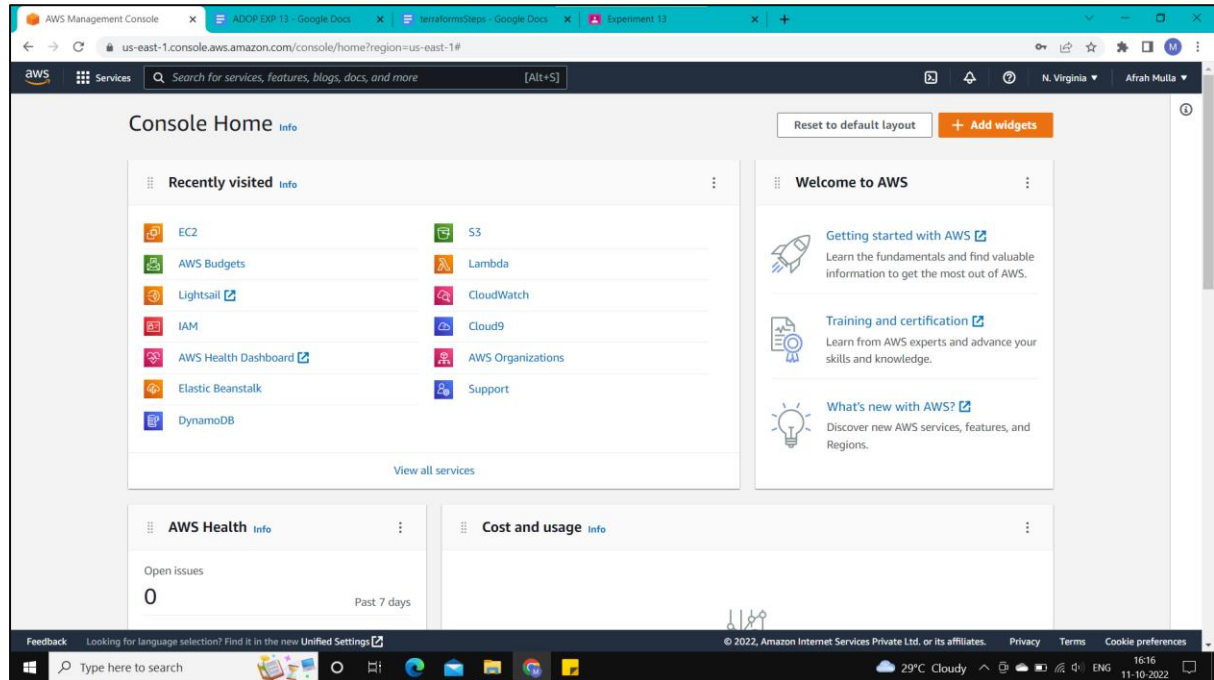 AWS Management Console
ADOP EXP 13 - Google Docs
terraformsSteps - Google Docs
Experiment 13
us-east-1.console.aws.amazon.com/console/home?region=us-east-1#
M
aws
Services
Search for services, features, blogs, docs, and more
[Alt+S]
N. Virginia
Afrah Mulla
Console Home Info
Reset to default layout
+ Add widgets
Recently visited Info
EC2
AWS Budgets
Lightsail
IAM
AWS Health Dashboard
Elastic Beanstalk
DynamoDB
S3
Lambda
CloudWatch
Cloud9
AWS Organizations
Support
View all services
Welcome to AWS
Getting started with AWS
Learn the fundamentals and find valuable
information to get the most out of AWS.
Training and certification
Learn from AWS experts and advance your
skills and knowledge.
What's new with AWS?
Discover new AWS services, features, and
Regions.
AWS Health Info
Open issues
0
Past 7 days
Cost and usage Info
Feedback
Looking for language selection? Find it in the new Unified Settings
© 2022, Amazon Internet Services Private Ltd. or its affiliates.
Privacy
Terms
Cookie preferences
Type here to search
29°C Cloudy
ENG
16:16
11-10-2022